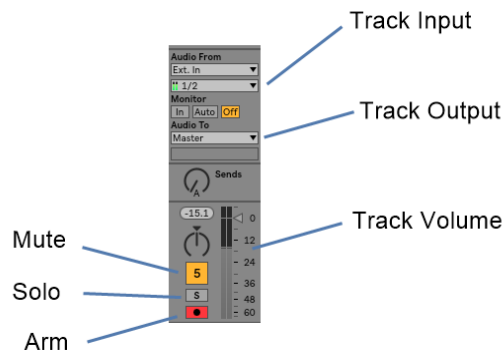 Track Input
Audio From
Ext. In
1/2
Monitor
In Auto Off
Audio To
Master
Track Output
Sends
A
-15.1
0
12
24
36
48
60
Track Volume
Mute
5
Solo
S
Arm